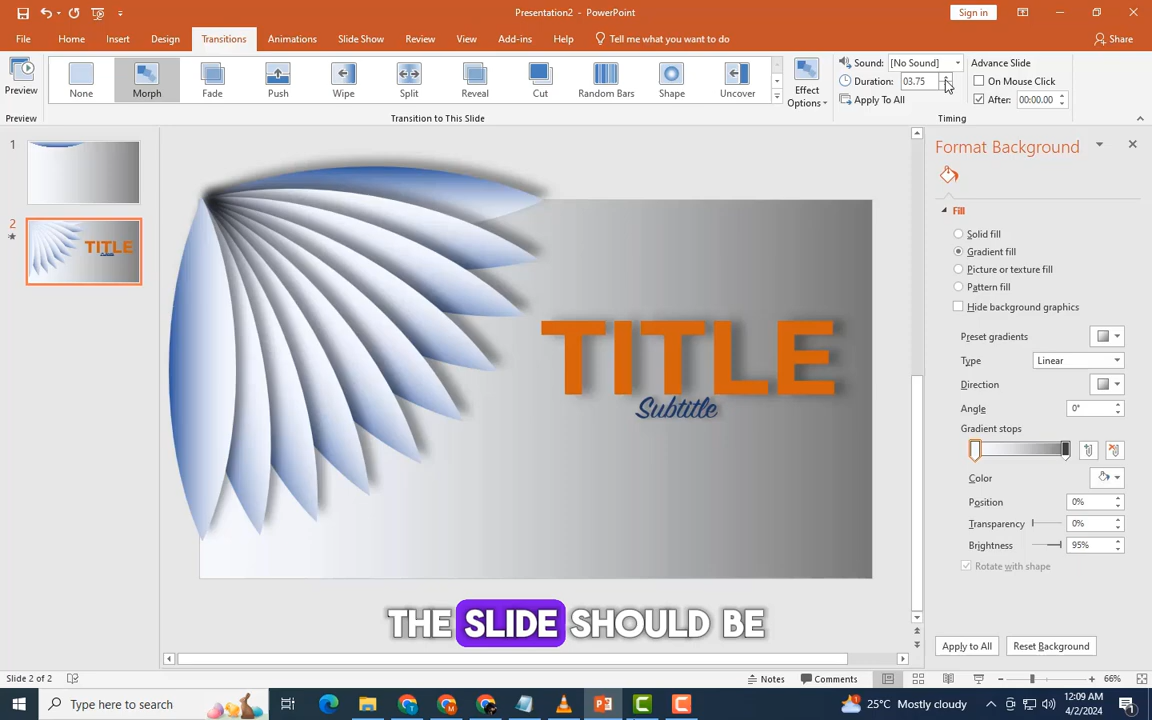 Presentation2 - PowerPoint
Sign in
File Home Insert Design Transitions Animations Slide Show Review View Add-ins Help Tell me what you want to do Share
Preview
None Morph Fade Push Wipe Split Reveal Cut Random Bars Shape Uncover
Effect Options
Sound: [No Sound]
Duration: 03.75
Apply To All
Advance Slide
On Mouse Click
After: 00:00.00
Preview
Transition to This Slide
Timing
1
2
TITLE
TITLE
Subtitle
THE SLIDE SHOULD BE
Format Background
Fill
Solid fill
Gradient fill
Picture or texture fill
Pattern fill
Hide background graphics
Preset gradients
Type Linear
Direction
Angle 0°
Gradient stops
Color
Position 0%
Transparency 0%
Brightness 95%
Rotate with shape
Apply to All Reset Background
Slide 2 of 2
Notes Comments 66%
Type here to search
25°C Mostly cloudy
12:09 AM
4/2/2024
1